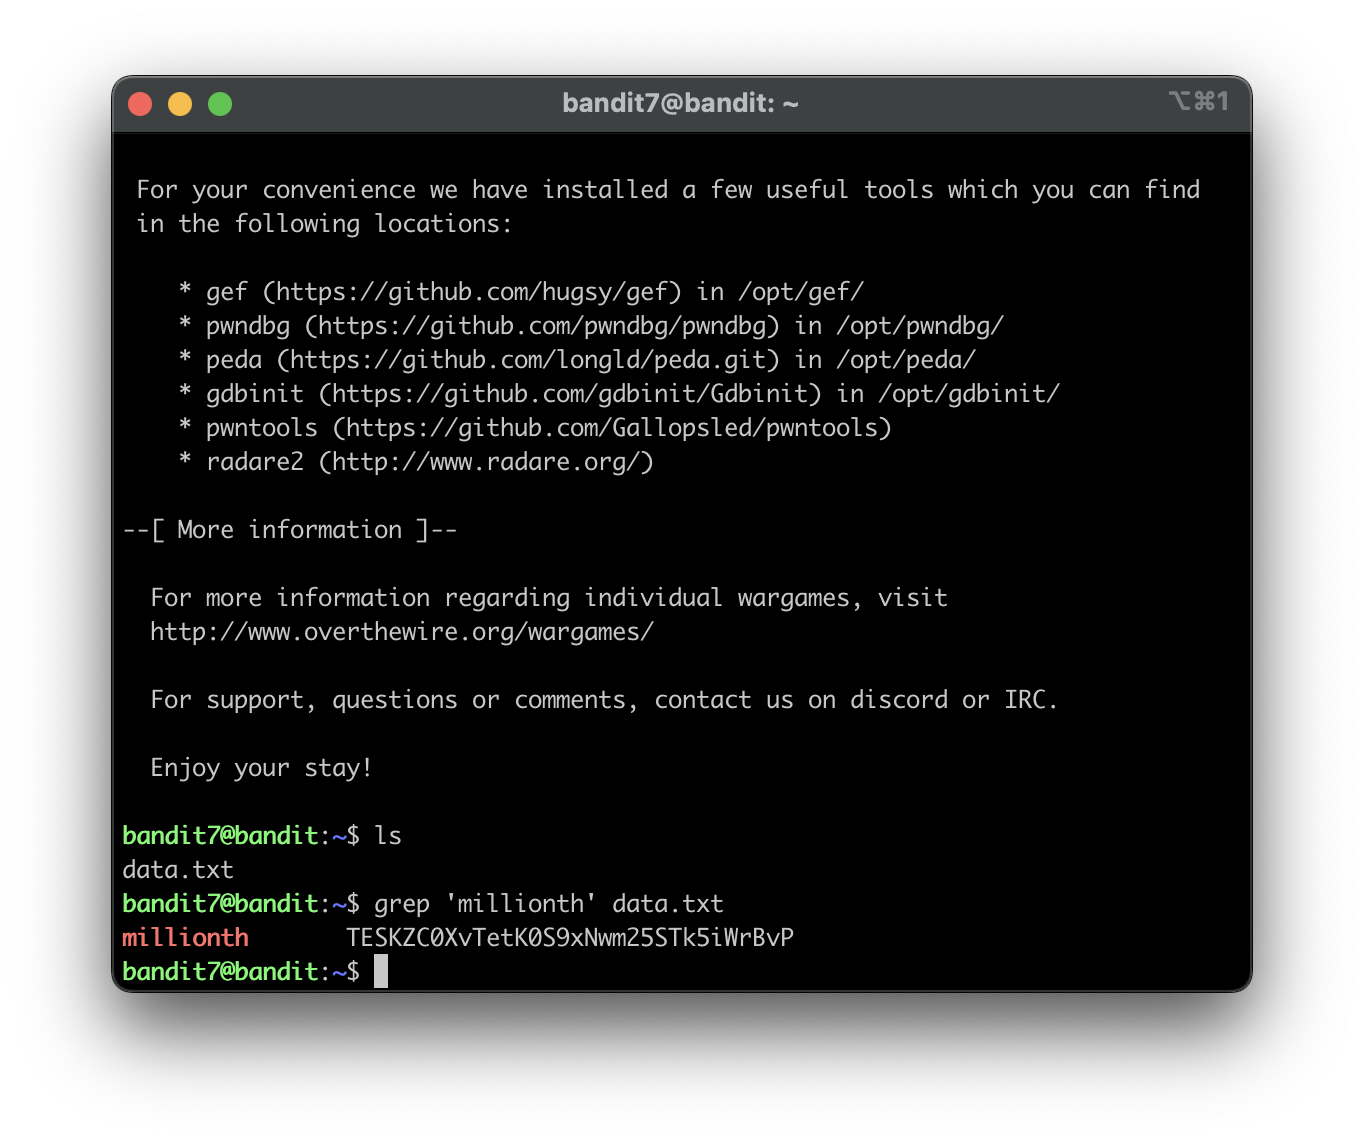 bandit7@bandit: ~
⌥⌘1
For your convenience we have installed a few useful tools which you can find
in the following locations:
* gef (https://github.com/hugsy/gef) in /opt/gef/
* pwndbg (https://github.com/pwndbg/pwndbg) in /opt/pwndbg/
* peda (https://github.com/longld/peda.git) in /opt/peda/
* gdbinit (https://github.com/gdbinit/Gdbinit) in /opt/gdbinit/
* pwntools (https://github.com/Gallopsled/pwntools)
* radare2 (http://www.radare.org/)
--[ More information ]--
For more information regarding individual wargames, visit
http://www.overthewire.org/wargames/
For support, questions or comments, contact us on discord or IRC.
Enjoy your stay!
bandit7@bandit:~$ ls
data.txt
bandit7@bandit:~$ grep 'millionth' data.txt
millionth TESKZC0XvTetK0S9xNwm25STk5iWrBvP
bandit7@bandit:~$